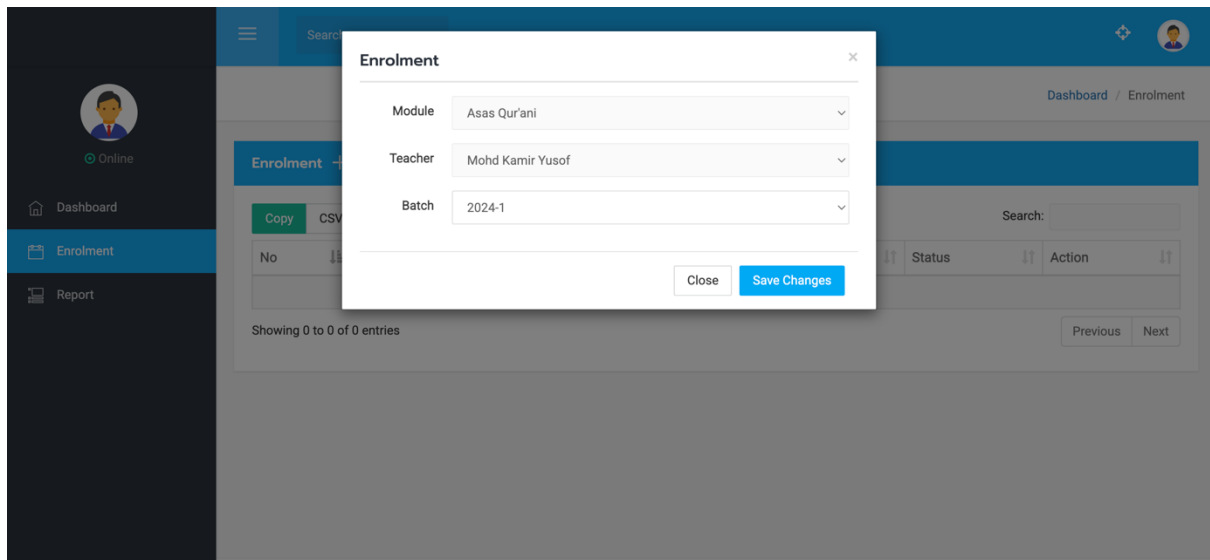 Search
Enrolment
×
Module
Asas Qur'ani
Teacher
Mohd Kamir Yusof
Batch
2024-1
Close
Save Changes
Dashboard / Enrolment
Online
Dashboard
Enrolment
Report
Enrolment +
Copy
CSV
Search:
No
Status
Action
Showing 0 to 0 of 0 entries
Previous
Next